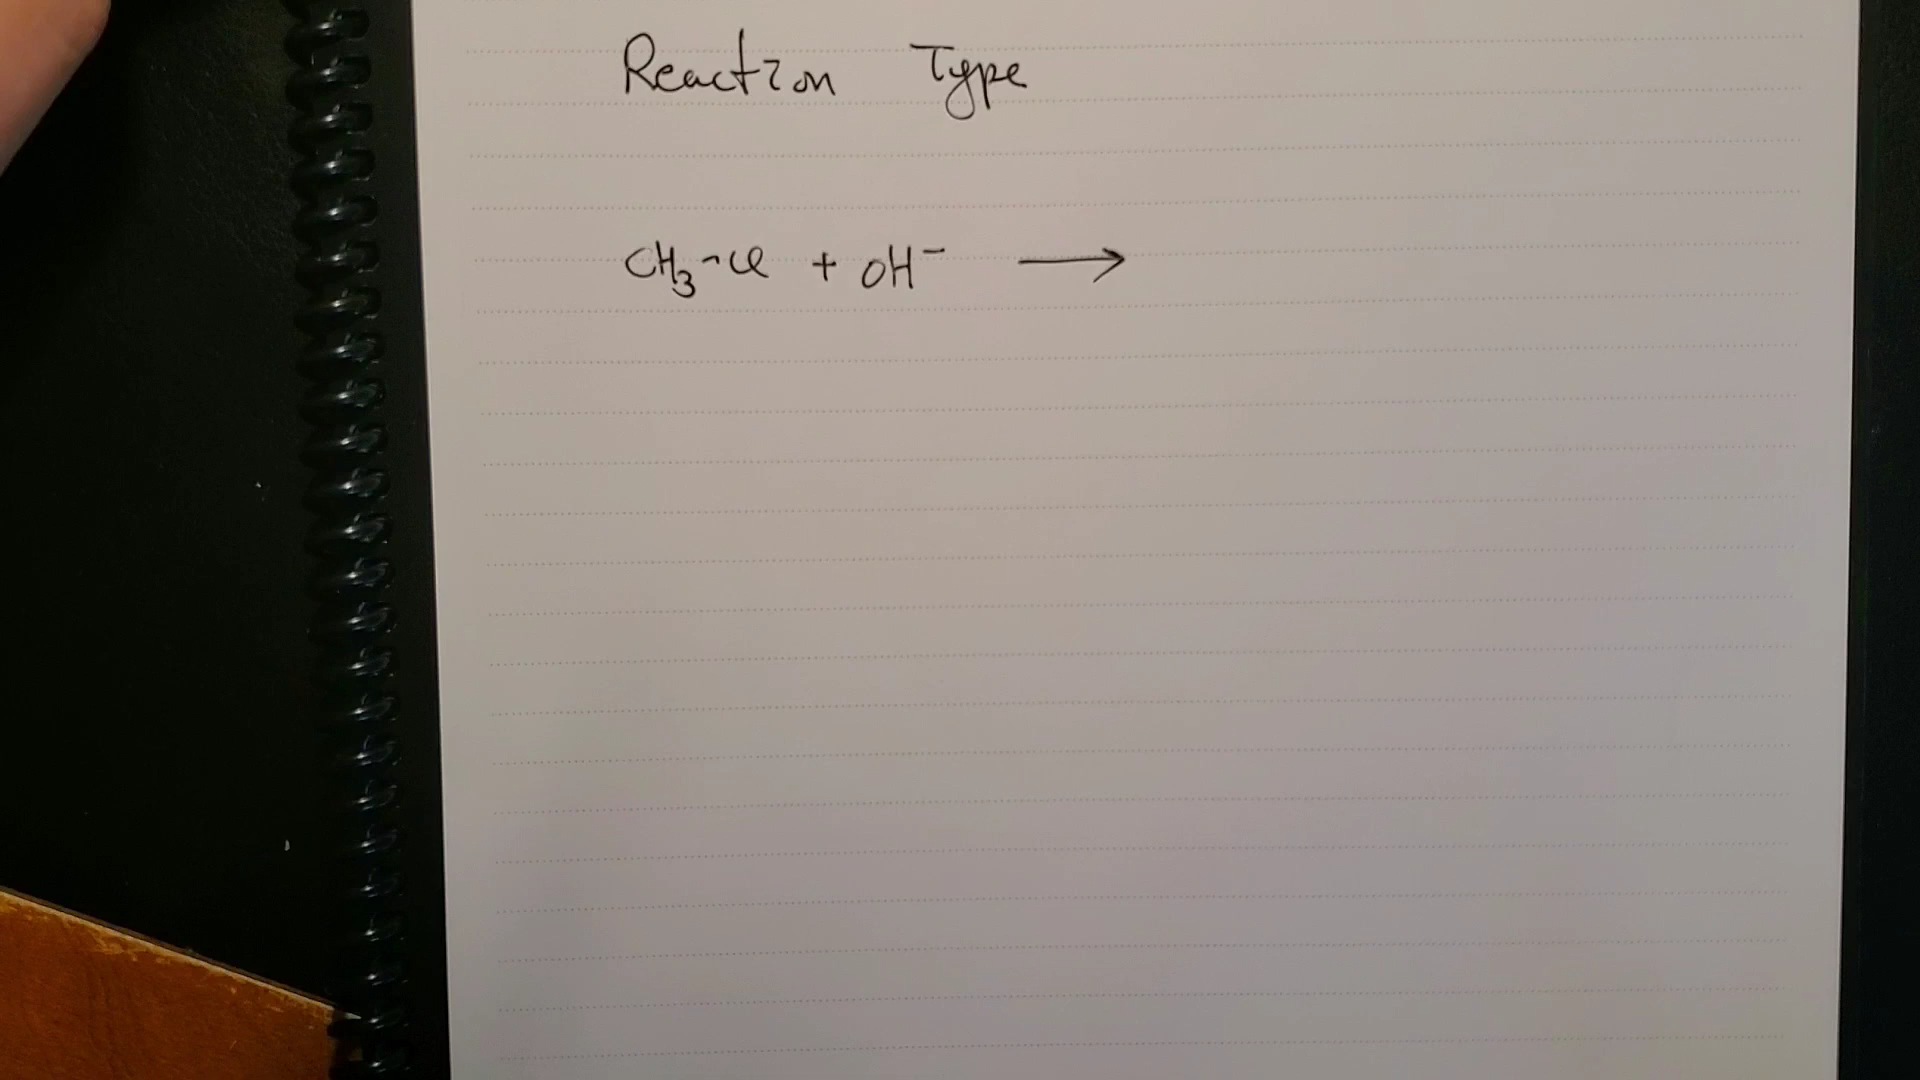 Reaction Type
CH₃-Cl + OH⁻ →